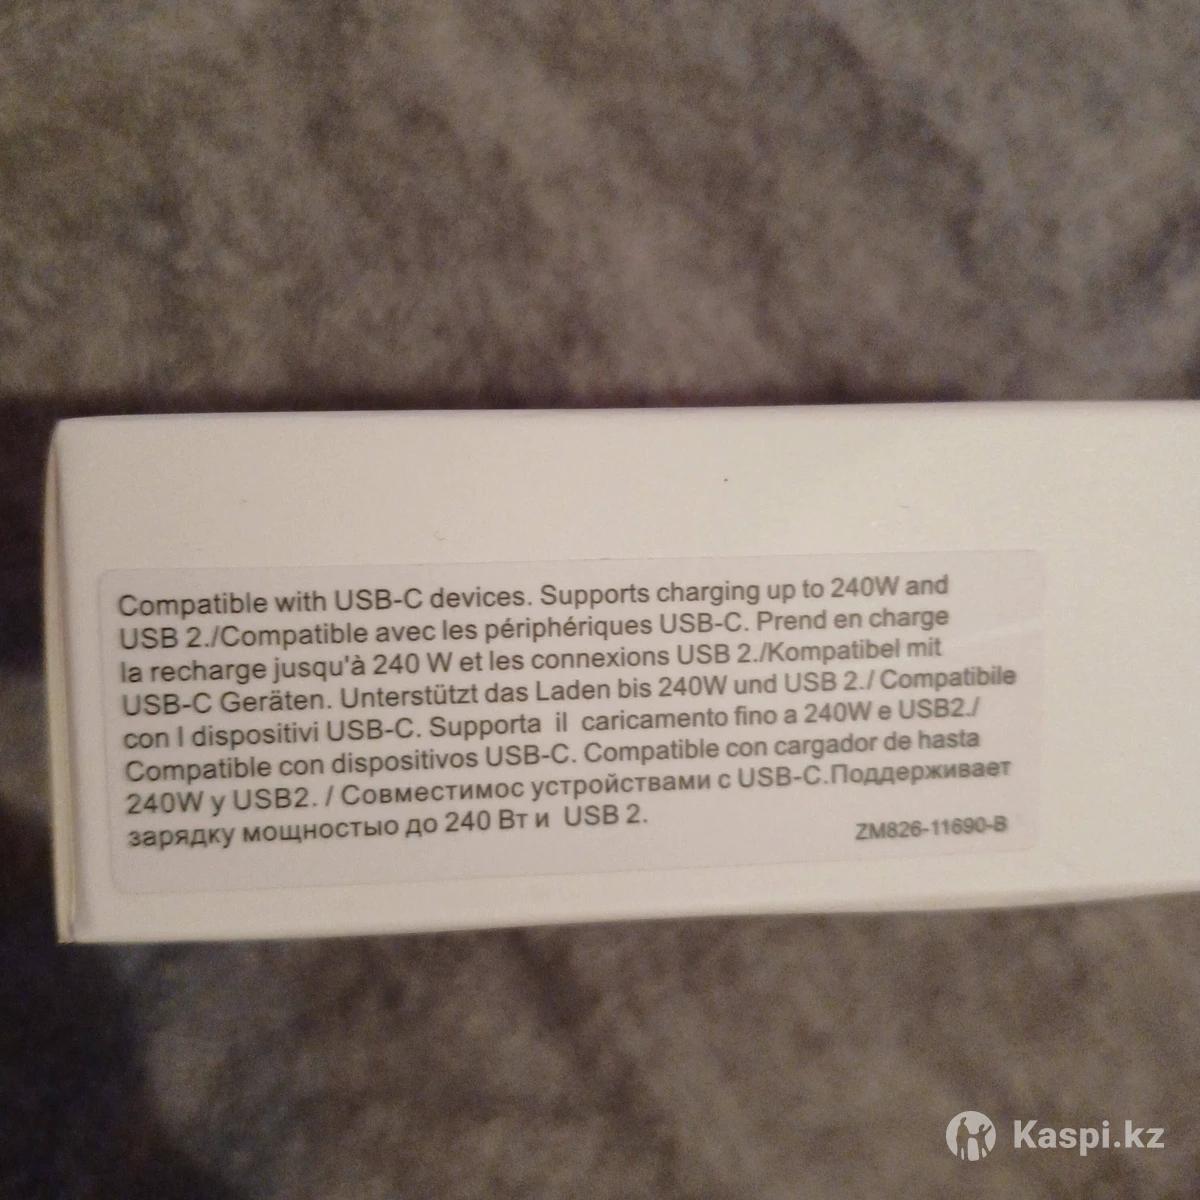 Compatible with USB-C devices. Supports charging up to 240W and
USB 2./Compatible avec les périphériques USB-C. Prend en charge
la recharge jusqu'à 240 W et les connexions USB 2./Kompatibel mit
USB-C Geräten. Unterstützt das Laden bis 240W und USB 2./ Compatibile
con I dispositivi USB-C. Supporta il caricamento fino a 240W e USB2./
Compatible con dispositivos USB-C. Compatible con cargador de hasta
240W y USB2. / Совместимос устройствами с USB-C.Поддерживает
зарядку мощностью до 240 Вт и USB 2.
ZM826-11690-B
Kaspi.kz